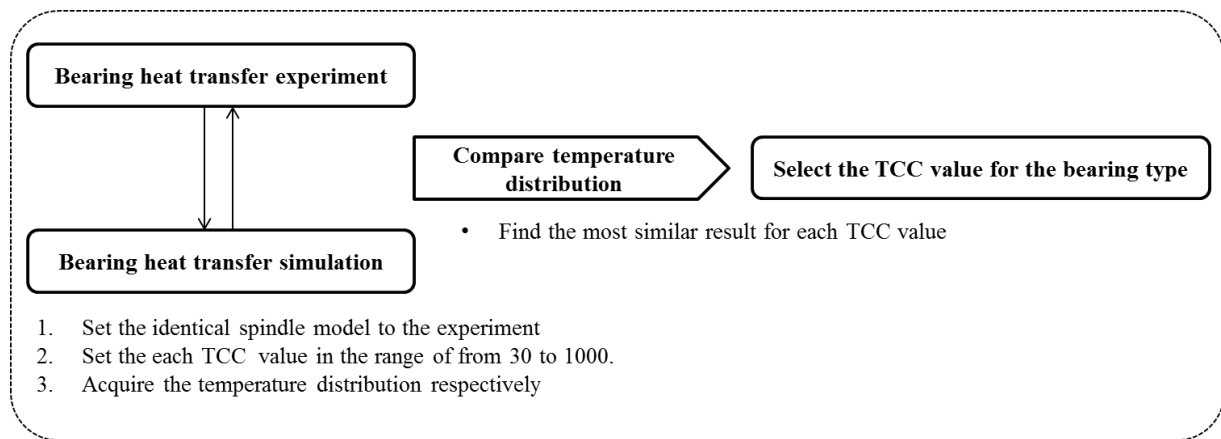 Bearing heat transfer experiment
Compare temperature
distribution
Select the TCC value for the bearing type
• Find the most similar result for each TCC value
Bearing heat transfer simulation
1. Set the identical spindle model to the experiment
2. Set the each TCC value in the range of from 30 to 1000.
3. Acquire the temperature distribution respectively